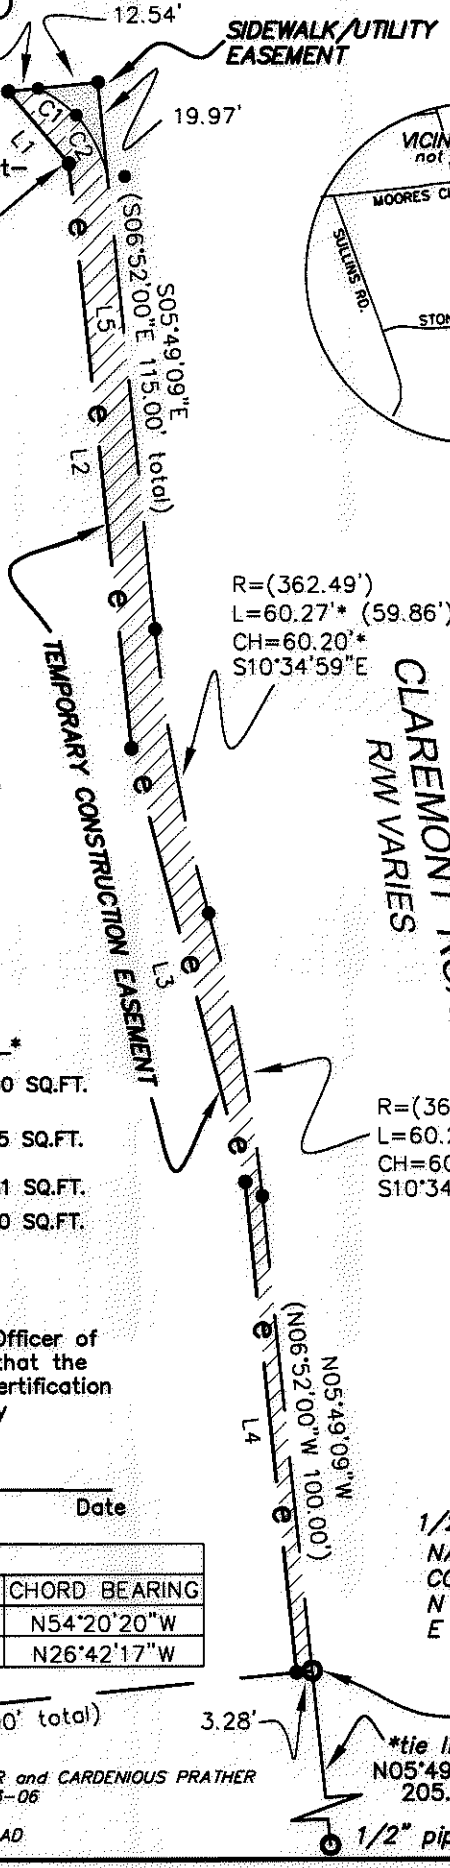 12.54'
SIDEWALK/UTILITY
EASEMENT
19.97'
C1
C2
L1
e
(S06°52'00"E 115.00' total)
S05°49'09"E
L5
e
L2
e
TEMPORARY CONSTRUCTION EASEMENT
VICIN
not
MOORES C
SULLINS RD.
STON
R=(362.49')
L=60.27'* (59.86')
CH=60.20'*
S10°34'59"E
CLAREMONT
R/W VARIES
e
L3
e
*
0 SQ.FT.
5 SQ.FT.
1 SQ.FT.
0 SQ.FT.
R=(36
L=60.
CH=60
S10°34
e
e
N05°49'09"W
(N06°52'00"W 100.00')
L4
e
Officer of
that the
ertification
y
Date
CHORD BEARING
N54°20'20"W
N26°42'17"W
0' total)
3.28'
R and CARDENIOUS PRATHER
-06
AD
1/2
N
E
*tie li
N05°49
205.
1/2" pip